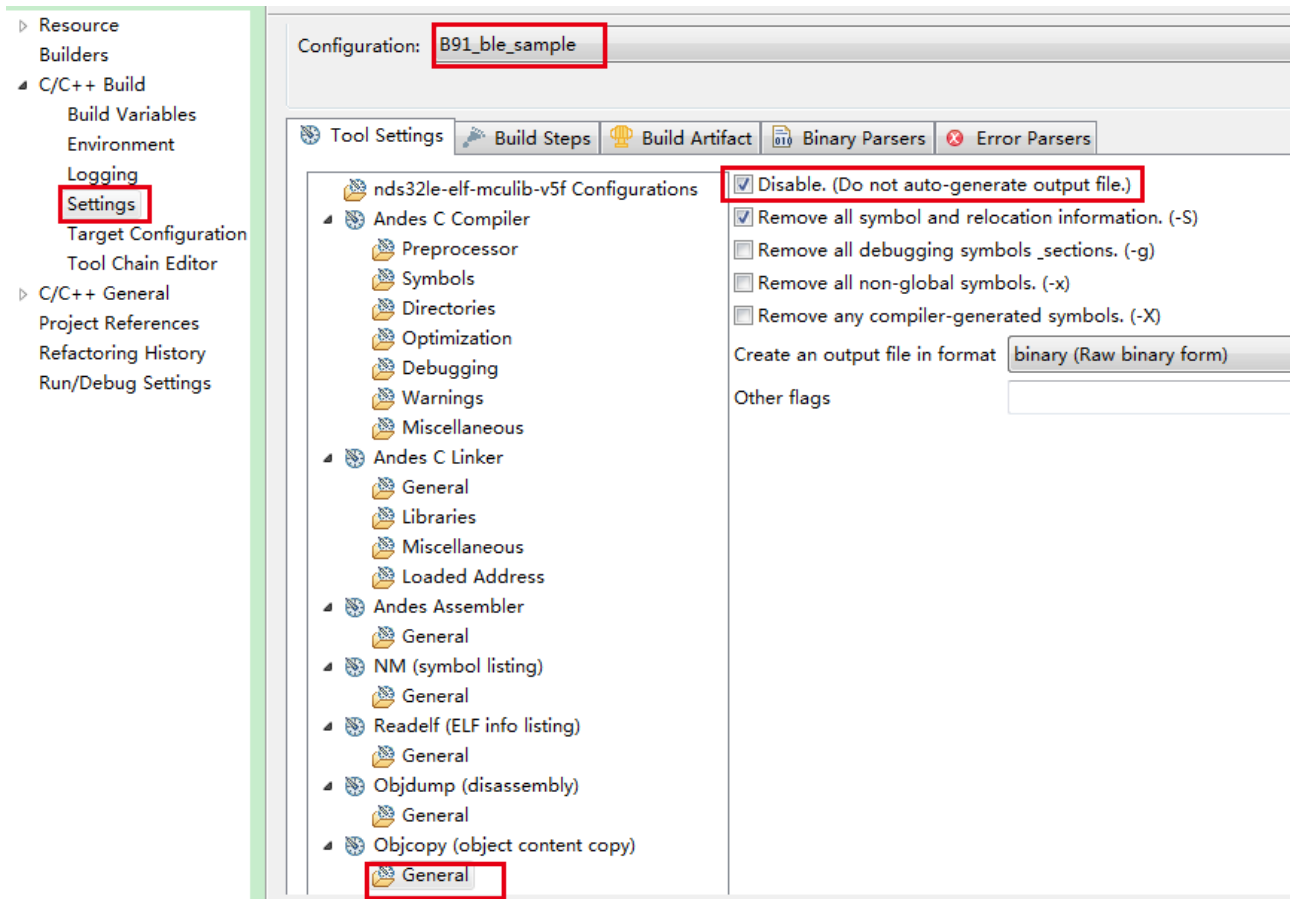 Resource
Builders
C/C++ Build
Build Variables
Environment
Logging
Settings
Target Configuration
Tool Chain Editor
C/C++ General
Project References
Refactoring History
Run/Debug Settings
Configuration: B91_ble_sample
Tool Settings Build Steps Build Artifact Binary Parsers Error Parsers
nds32le-elf-mculib-v5f Configurations
Andes C Compiler
Preprocessor
Symbols
Directories
Optimization
Debugging
Warnings
Miscellaneous
Andes C Linker
General
Libraries
Miscellaneous
Loaded Address
Andes Assembler
General
NM (symbol listing)
General
Readelf (ELF info listing)
General
Objdump (disassembly)
General
Objcopy (object content copy)
General
Disable. (Do not auto-generate output file.)
Remove all symbol and relocation information. (-S)
Remove all debugging symbols _sections. (-g)
Remove all non-global symbols. (-x)
Remove any compiler-generated symbols. (-X)
Create an output file in format binary (Raw binary form)
Other flags